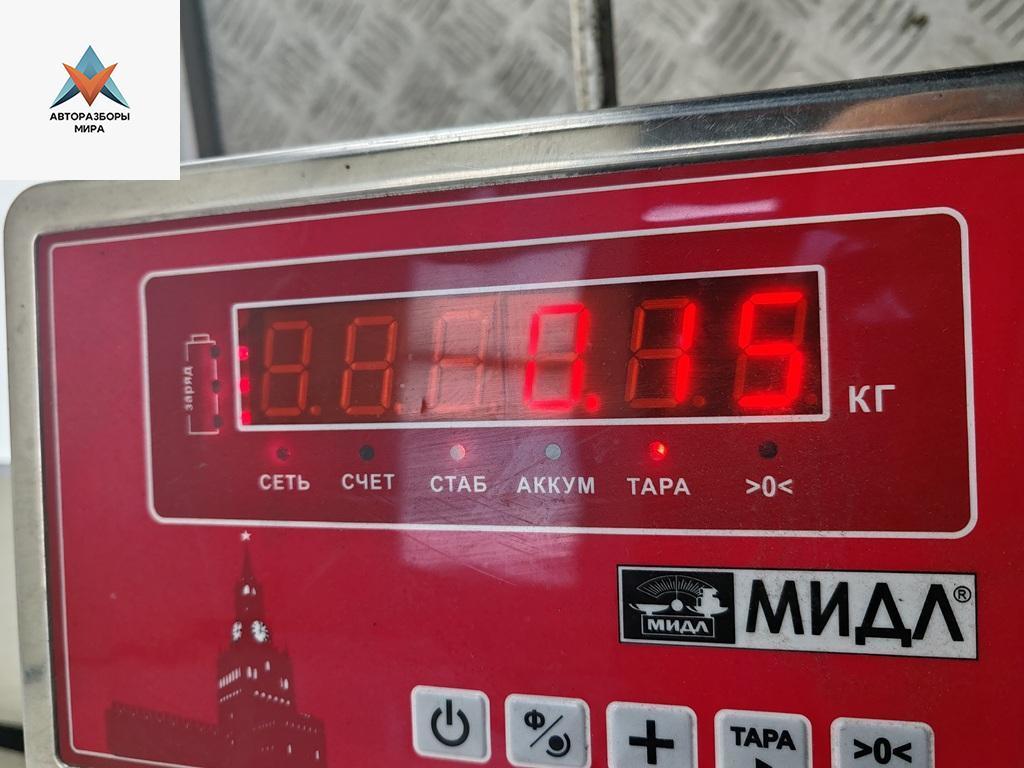 АВТОРАЗБОРЫ
МИРА
заряд
0.15 КГ
СЕТЬ СЧЕТ СТАБ АККУМ ТАРА >0<
МИДЛ МИДЛ®
Ф/ + ТАРА >0<